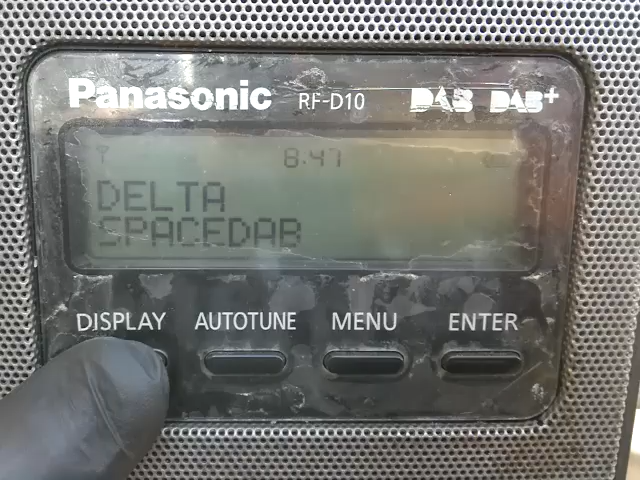 Panasonic RF-D10 DAB DAB+
8:47
DELTA
SPACEDAB
DISPLAY AUTOTUNE MENU ENTER